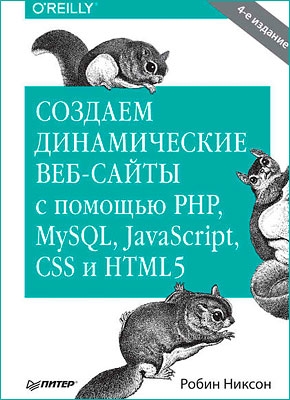 O'REILLY®
4-е издание
СОЗДАЕМ
ДИНАМИЧЕСКИЕ
ВЕБ-САЙТЫ
С ПОМОЩЬЮ PHP,
MySQL, JavaScript,
CSS И HTML5
ПИТЕР®
Робин Никсон